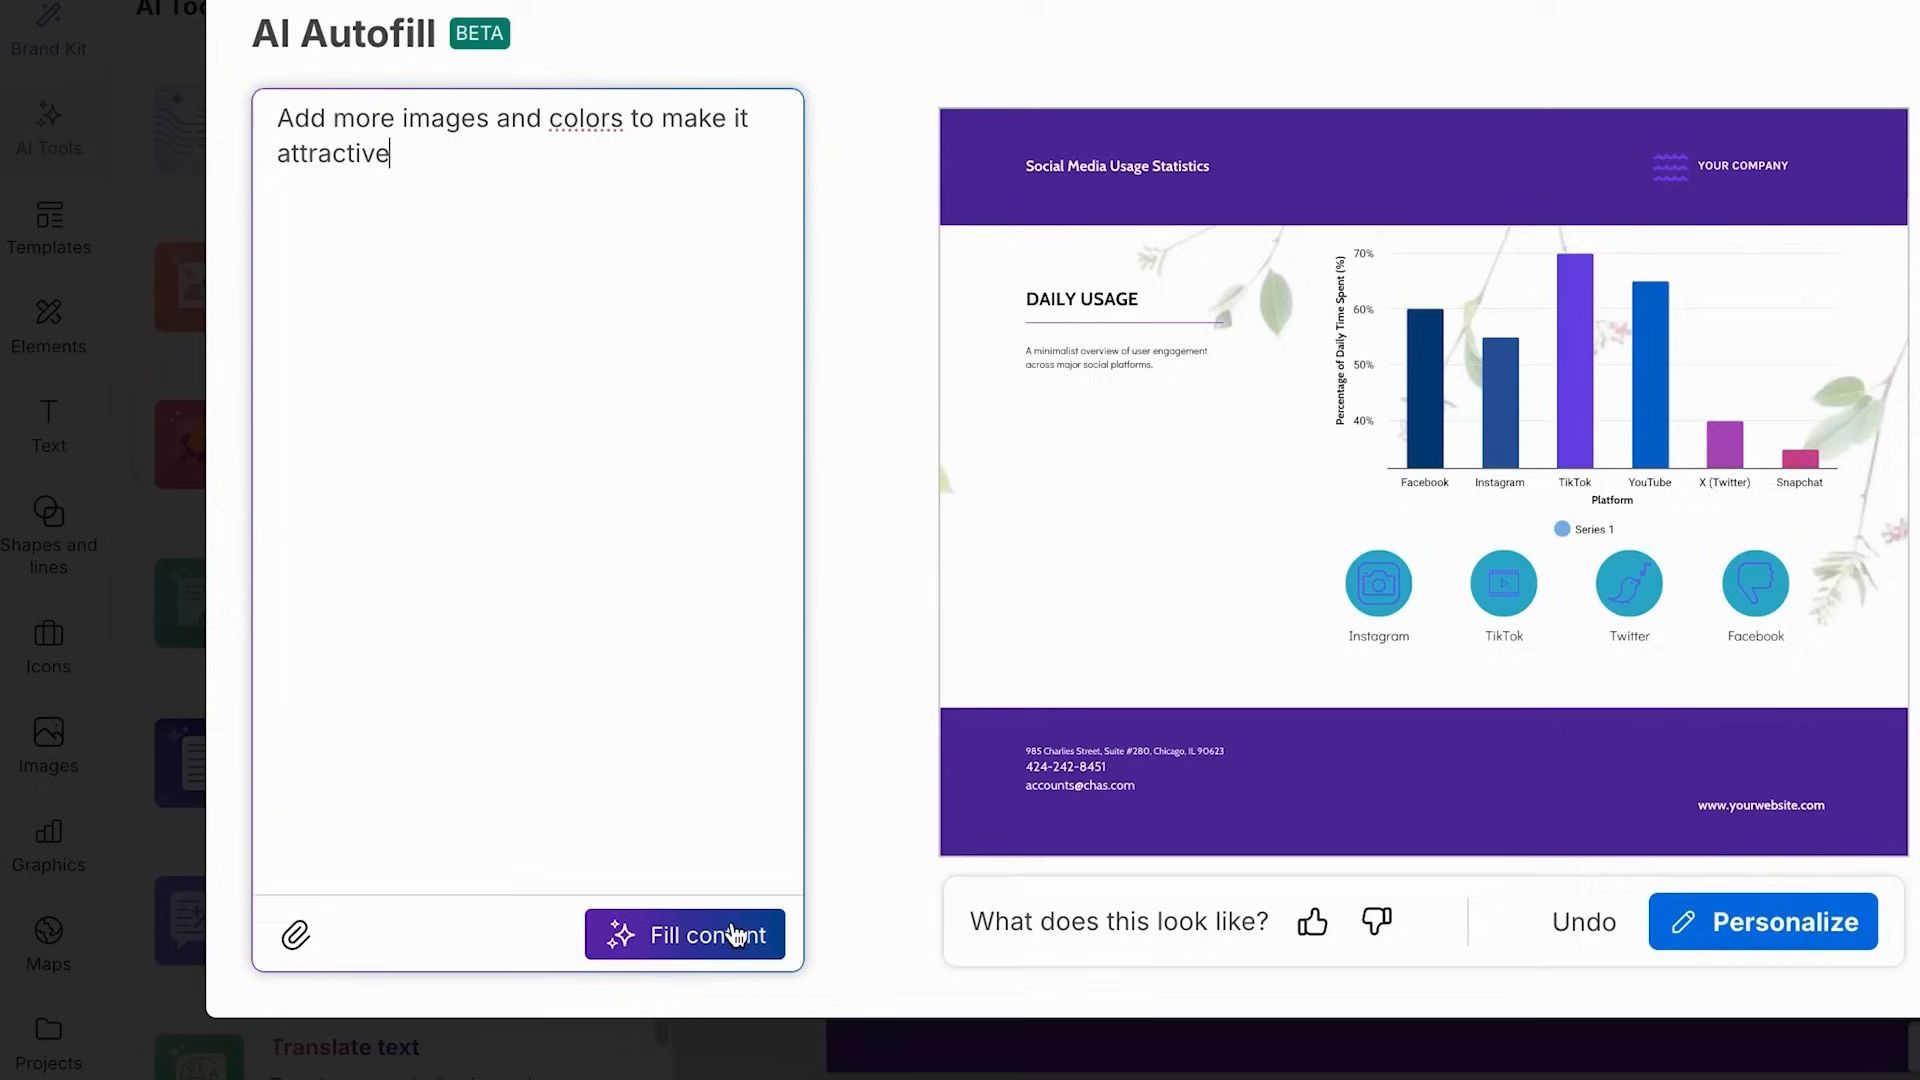 AI Too
Brand Kit
AI Tools
Templates
Elements
Text
Shapes and
lines
Icons
Images
Graphics
Maps
Projects
AI Autofill BETA
Add more images and colors to make it
attractive
Fill content
Social Media Usage Statistics
YOUR COMPANY
DAILY USAGE
A minimalist overview of user engagement
across major social platforms.
Percentage of Daily Time Spent (%)
70%
60%
50%
40%
Facebook Instagram TikTok YouTube X (Twitter) Snapchat
Platform
Series 1
Instagram TikTok Twitter Facebook
985 Charlies Street, Suite #280, Chicago, IL 90623
424-242-8451
accounts@chas.com
www.yourwebsite.com
What does this look like?
Undo
Personalize
Translate text